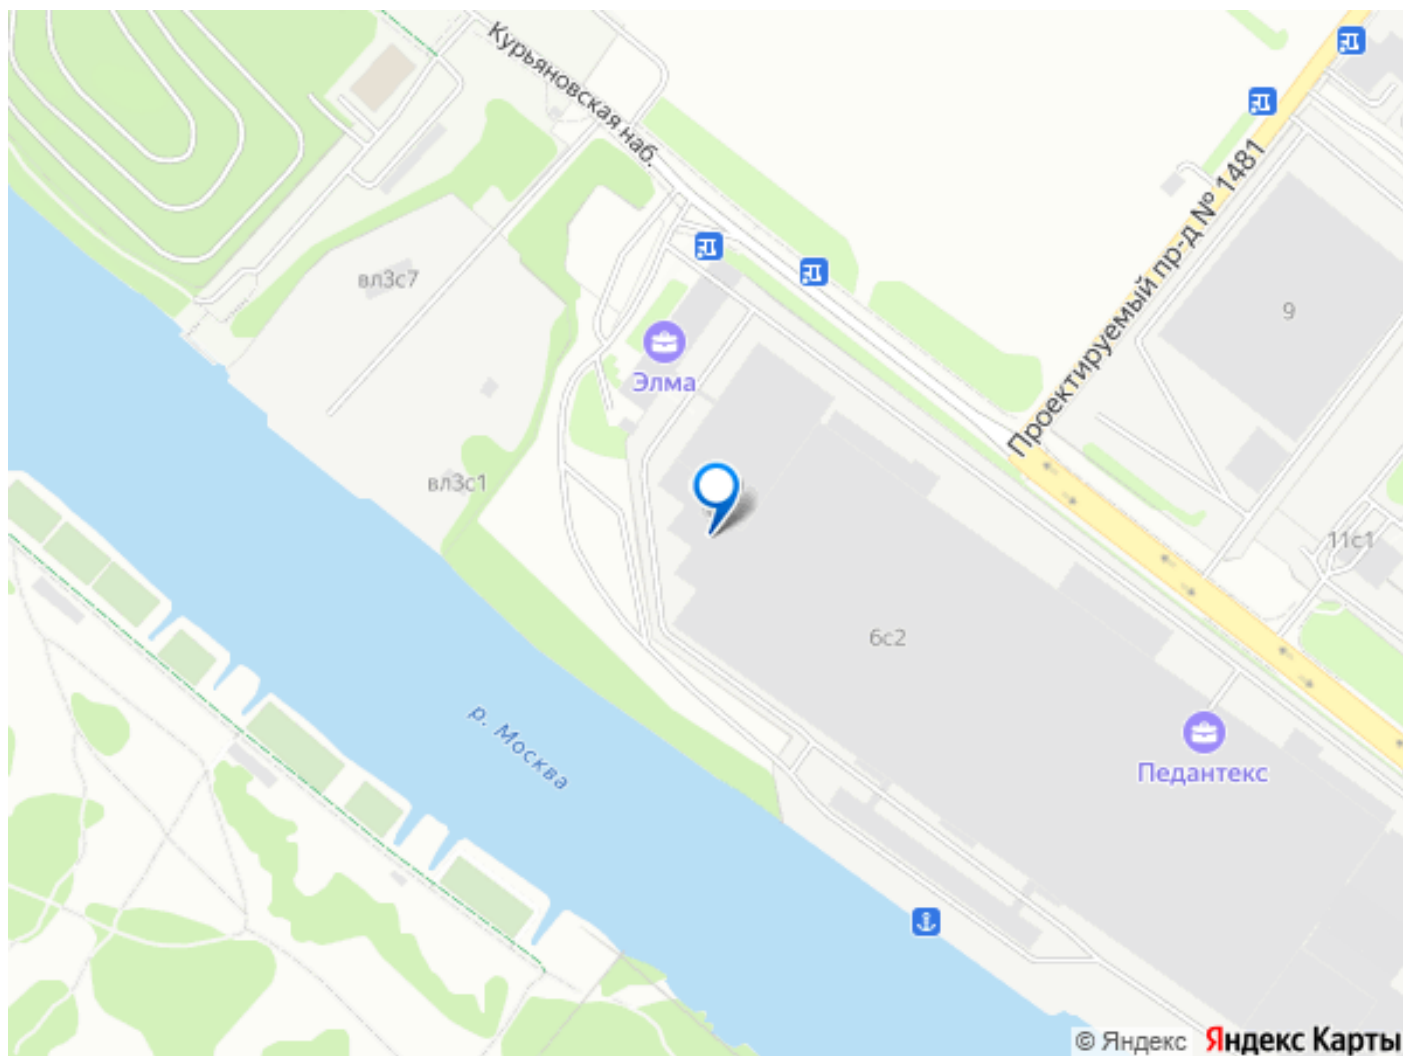 Курьяновская наб.
Проектируемый пр-д № 1481
вл3с7
9
Элма
вл3с1
11с1
6с2
р. Москва
Педантекс
© Яндекс Яндекс Карты